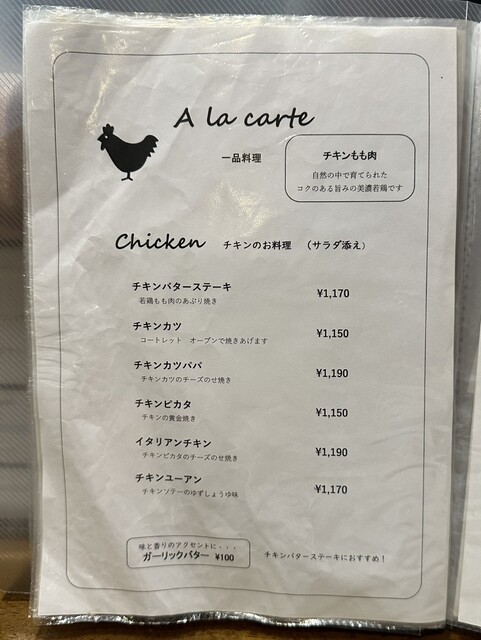 A la carte
一品料理
チキンもも肉
自然の中で育てられた
コクのある旨みの美濃若鶏です
Chicken チキンのお料理 （サラダ添え）
チキンバターステーキ ¥1,170
若鶏もも肉のあぶり焼き
チキンカツ ¥1,150
コートレット オーブンで焼きあげます
チキンカツパパ ¥1,190
チキンカツのチーズのせ焼き
チキンピカタ ¥1,150
チキンの黄金焼き
イタリアンチキン ¥1,190
チキンピカタのチーズのせ焼き
チキンユーアン ¥1,170
チキンソテーのゆずしょうゆ味
味と香りのアクセントに・・・
ガーリックバター ¥100 チキンバターステーキにおすすめ！